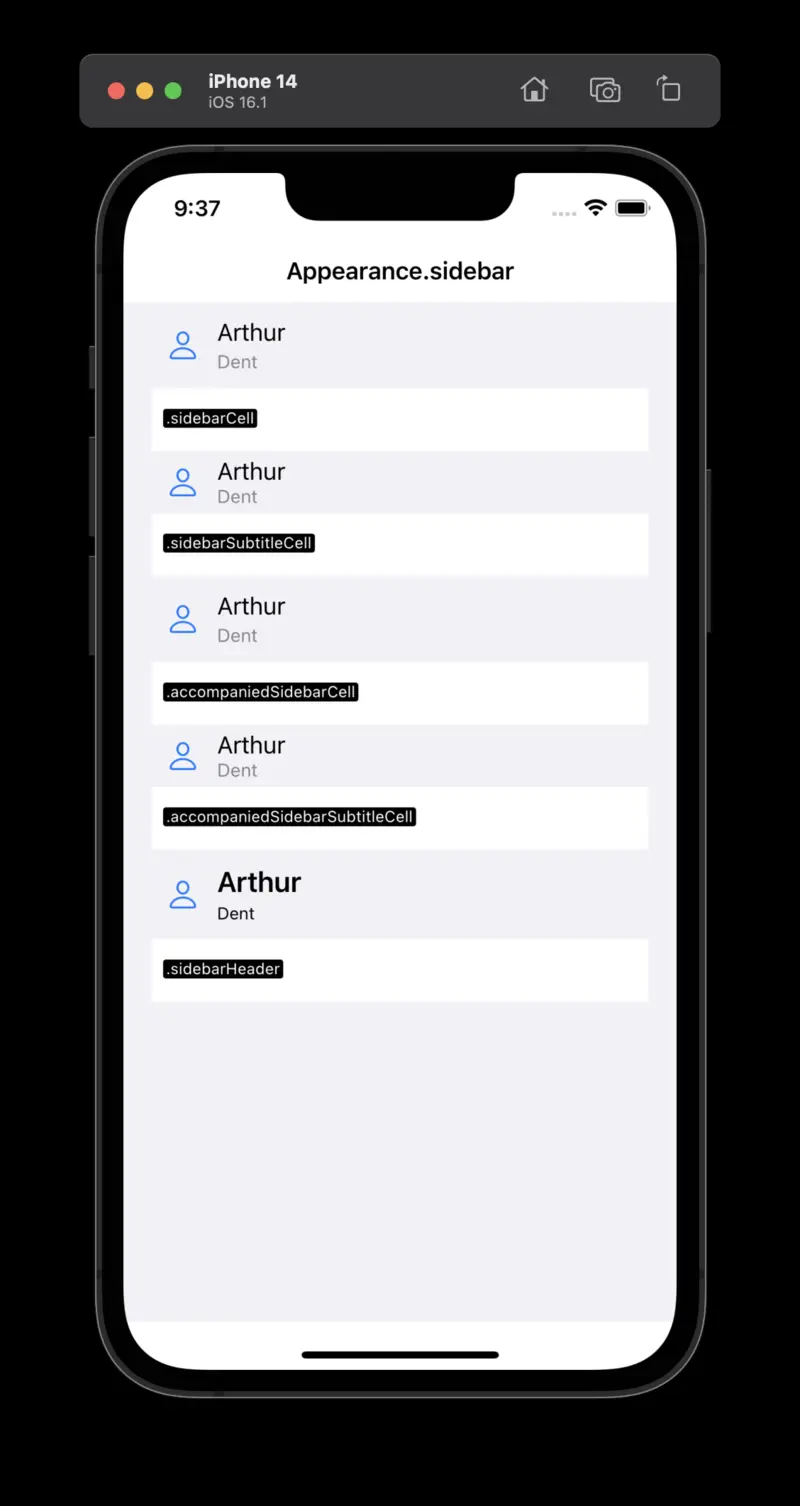 iPhone 14
iOS 16.1
9:37
Appearance.sidebar
Arthur
Dent
.sidebarCell
Arthur
Dent
.sidebarSubtitleCell
Arthur
Dent
.accompaniedSidebarCell
Arthur
Dent
.accompaniedSidebarSubtitleCell
Arthur
Dent
.sidebarHeader